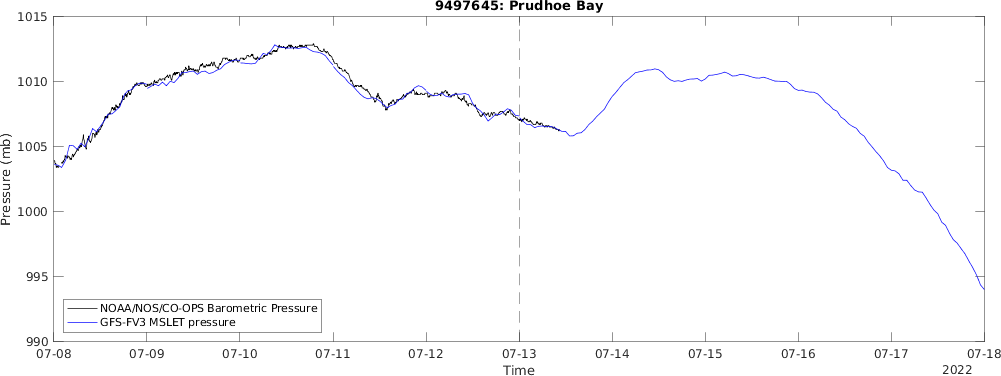 9497645: Prudhoe Bay
1015
1010
1005
1000
995
990
Pressure (mb)
NOAA/NOS/CO-OPS Barometric Pressure
GFS-FV3 MSLET pressure
07-08 07-09 07-10 07-11 07-12 07-13 07-14 07-15 07-16 07-17 07-18
Time
2022